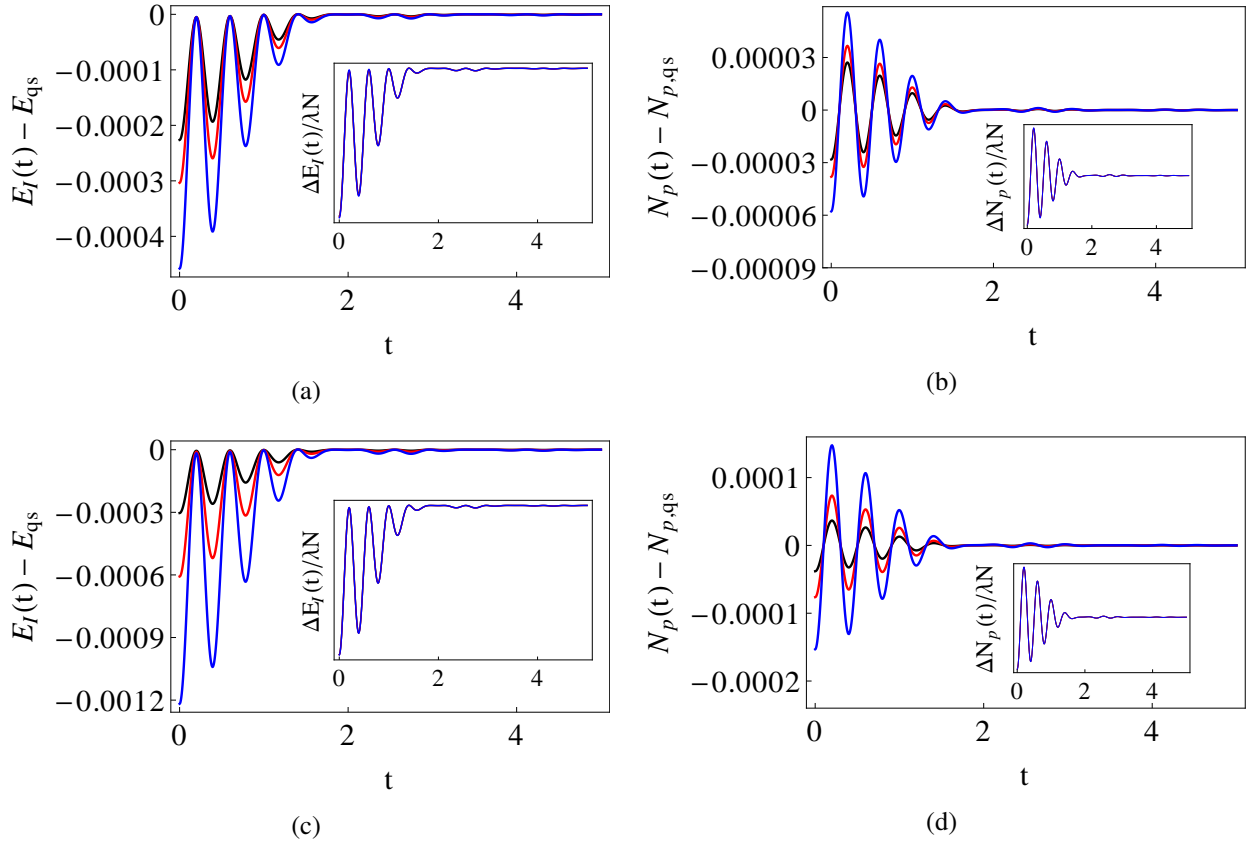 0
−0.0001
−0.0002
−0.0003
−0.0004
E_I(t) − E_qs
ΔE_I(t)/λN
0 2 4
0 2 4
t
(a)
0.00003
0
−0.00003
−0.00006
−0.00009
N_p(t) − N_p,qs
ΔN_p(t)/λN
0 2 4
0 2 4
t
(b)
0
−0.0003
−0.0006
−0.0009
−0.0012
E_I(t) − E_qs
ΔE_I(t)/λN
0 2 4
0 2 4
t
(c)
0.0001
0
−0.0001
−0.0002
N_p(t) − N_p,qs
ΔN_p(t)/λN
0 2 4
0 2 4
t
(d)